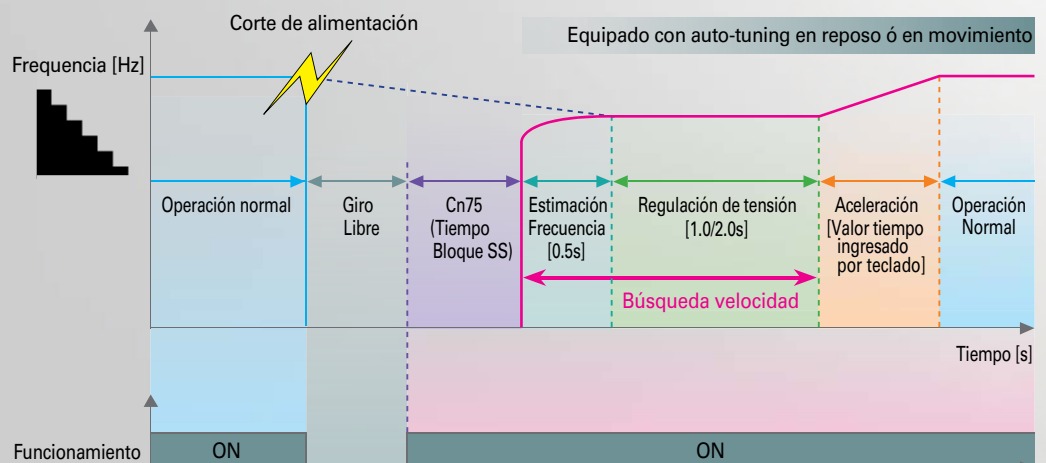 Corte de alimentación
Equipado con auto-tuning en reposo ó en movimiento
Frequencia [Hz]
Operación normal
Giro
Libre
Cn75
(Tiempo
Bloque SS)
Estimación
Frecuencia
[0.5s]
Regulación de tensión
[1.0/2.0s]
Aceleración
[Valor tiempo
ingresado
por teclado]
Operación
Normal
Búsqueda velocidad
Tiempo [s]
Funcionamiento
ON
ON